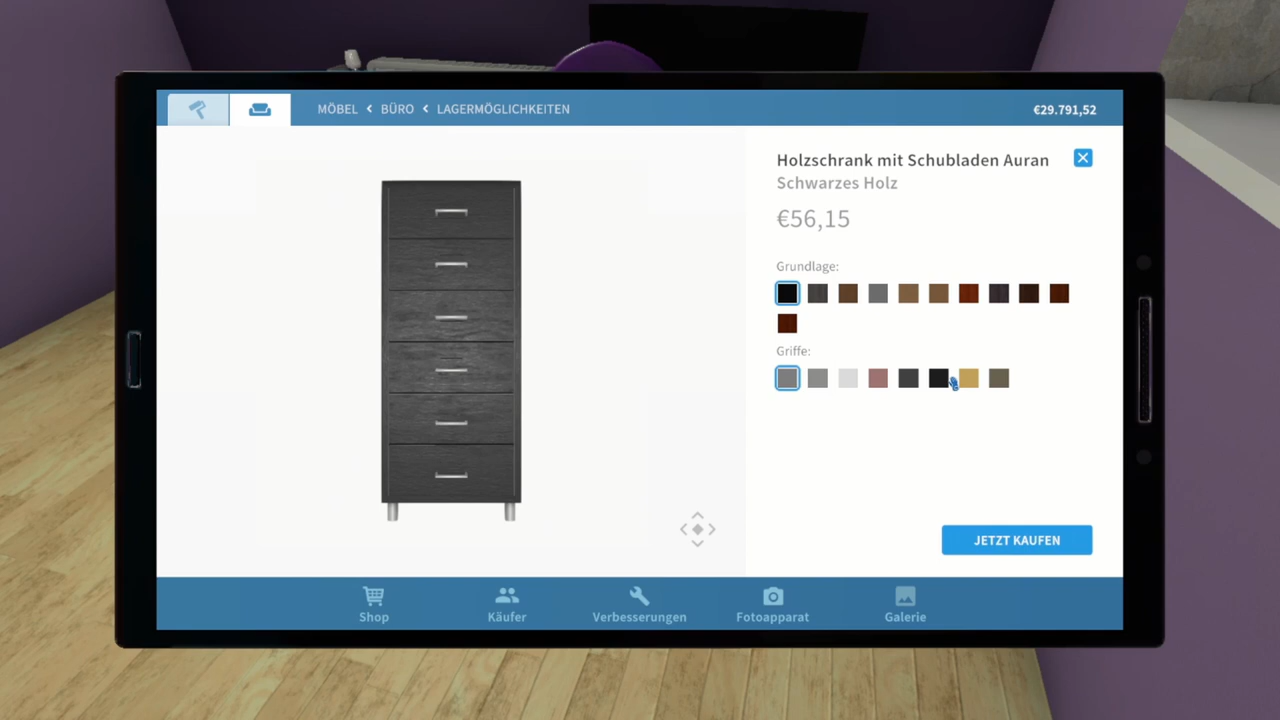 MÖBEL < BÜRO < LAGERMÖGLICHKEITEN
€29.791,52
Holzschrank mit Schubladen Auran
Schwarzes Holz
€56,15
Grundlage:
Griffe:
JETZT KAUFEN
Shop
Käufer
Verbesserungen
Fotoapparat
Galerie